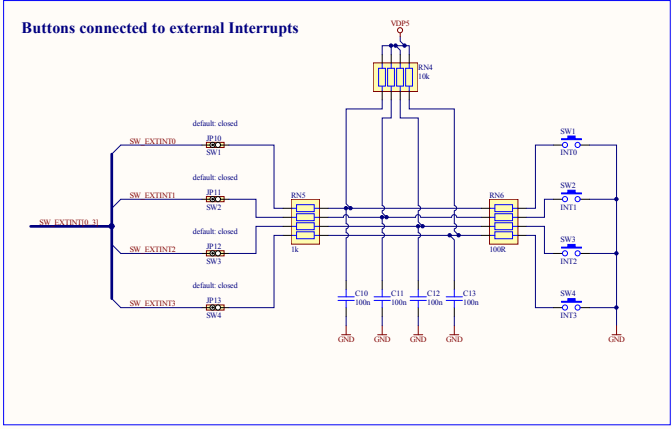 Buttons connected to external Interrupts
VDP5
RN4
10k
default: closed
SW_EXTINT0
JP10
SW1
SW1
INT0
default: closed
SW_EXTINT1
JP11
SW2
RN5
RN6
SW2
INT1
SW_EXTINT[0..3]
default: closed
SW_EXTINT2
JP12
SW3
1k
100R
SW3
INT2
default: closed
SW_EXTINT3
JP13
SW4
C10
100n
C11
100n
C12
100n
C13
100n
SW4
INT3
GND
GND
GND
GND
GND